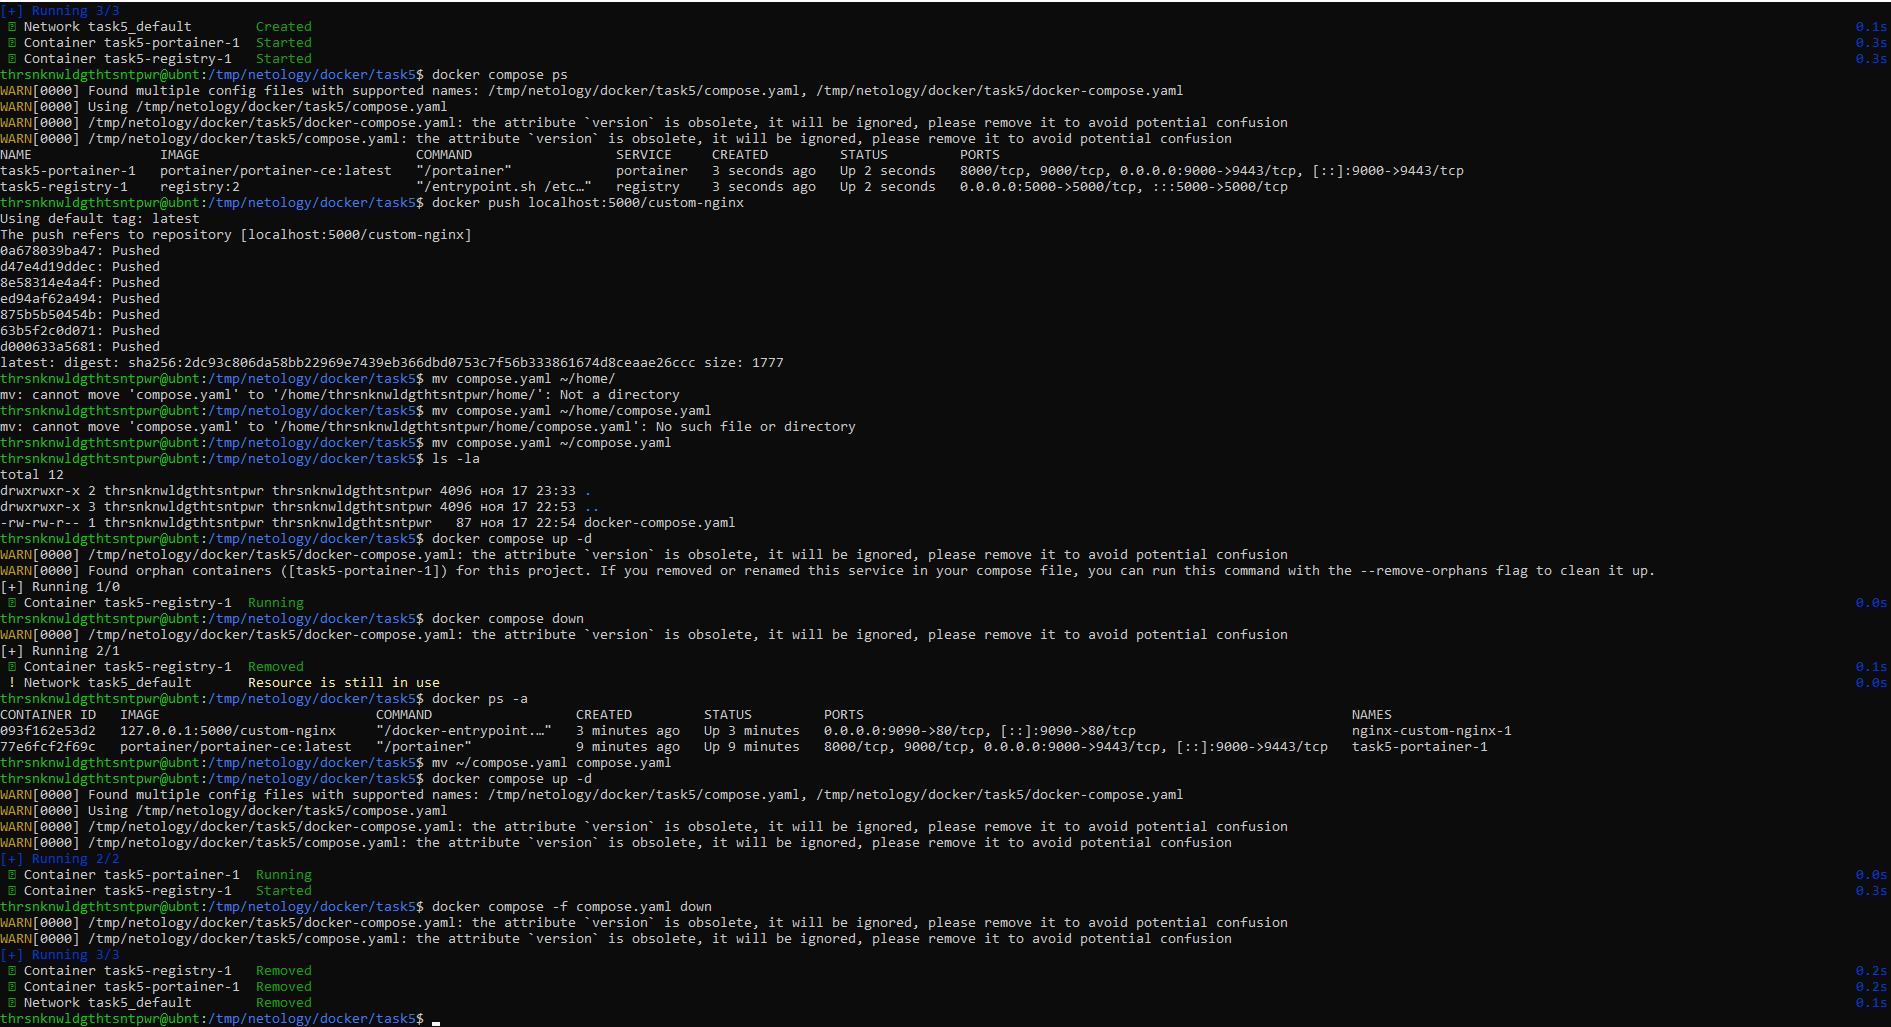 [+] Running 3/3
Network task5_default Created 0.1s
Container task5-portainer-1 Started 0.3s
Container task5-registry-1 Started 0.3s
thrsnknwldgthtsntpwr@ubnt:/tmp/netology/docker/task5$ docker compose ps
WARN[0000] Found multiple config files with supported names: /tmp/netology/docker/task5/compose.yaml, /tmp/netology/docker/task5/docker-compose.yaml
WARN[0000] Using /tmp/netology/docker/task5/compose.yaml
WARN[0000] /tmp/netology/docker/task5/docker-compose.yaml: the attribute `version` is obsolete, it will be ignored, please remove it to avoid potential confusion
WARN[0000] /tmp/netology/docker/task5/compose.yaml: the attribute `version` is obsolete, it will be ignored, please remove it to avoid potential confusion
NAME IMAGE COMMAND SERVICE CREATED STATUS PORTS
task5-portainer-1 portainer/portainer-ce:latest "/portainer" portainer 3 seconds ago Up 2 seconds 8000/tcp, 9000/tcp, 0.0.0.0:9000->9443/tcp, [::]:9000->9443/tcp
task5-registry-1 registry:2 "/entrypoint.sh /etc…" registry 3 seconds ago Up 2 seconds 0.0.0.0:5000->5000/tcp, :::5000->5000/tcp
thrsnknwldgthtsntpwr@ubnt:/tmp/netology/docker/task5$ docker push localhost:5000/custom-nginx
Using default tag: latest
The push refers to repository [localhost:5000/custom-nginx]
0a678039ba47: Pushed
d47e4d19ddec: Pushed
8e58314e4a4f: Pushed
ed94af62a494: Pushed
875b5b50454b: Pushed
63b5f2c0d071: Pushed
d000633a5681: Pushed
latest: digest: sha256:2dc93c806da58bb22969e7439eb366dbd0753c7f56b333861674d8ceaae26ccc size: 1777
thrsnknwldgthtsntpwr@ubnt:/tmp/netology/docker/task5$ mv compose.yaml ~/home/
mv: cannot move 'compose.yaml' to '/home/thrsnknwldgthtsntpwr/home/': Not a directory
thrsnknwldgthtsntpwr@ubnt:/tmp/netology/docker/task5$ mv compose.yaml ~/home/compose.yaml
mv: cannot move 'compose.yaml' to '/home/thrsnknwldgthtsntpwr/home/compose.yaml': No such file or directory
thrsnknwldgthtsntpwr@ubnt:/tmp/netology/docker/task5$ mv compose.yaml ~/compose.yaml
thrsnknwldgthtsntpwr@ubnt:/tmp/netology/docker/task5$ ls -la
total 12
drwxrwxr-x 2 thrsnknwldgthtsntpwr thrsnknwldgthtsntpwr 4096 ноя 17 23:33 .
drwxrwxr-x 3 thrsnknwldgthtsntpwr thrsnknwldgthtsntpwr 4096 ноя 17 22:53 ..
-rw-rw-r-- 1 thrsnknwldgthtsntpwr thrsnknwldgthtsntpwr 87 ноя 17 22:54 docker-compose.yaml
thrsnknwldgthtsntpwr@ubnt:/tmp/netology/docker/task5$ docker compose up -d
WARN[0000] /tmp/netology/docker/task5/docker-compose.yaml: the attribute `version` is obsolete, it will be ignored, please remove it to avoid potential confusion
WARN[0000] Found orphan containers ([task5-portainer-1]) for this project. If you removed or renamed this service in your compose file, you can run this command with the --remove-orphans flag to clean it up.
[+] Running 1/0
Container task5-registry-1 Running 0.0s
thrsnknwldgthtsntpwr@ubnt:/tmp/netology/docker/task5$ docker compose down
WARN[0000] /tmp/netology/docker/task5/docker-compose.yaml: the attribute `version` is obsolete, it will be ignored, please remove it to avoid potential confusion
[+] Running 2/1
Container task5-registry-1 Removed 0.1s
! Network task5_default Resource is still in use 0.0s
thrsnknwldgthtsntpwr@ubnt:/tmp/netology/docker/task5$ docker ps -a
CONTAINER ID IMAGE COMMAND CREATED STATUS PORTS NAMES
093f162e53d2 127.0.0.1:5000/custom-nginx "/docker-entrypoint.…" 3 minutes ago Up 3 minutes 0.0.0.0:9090->80/tcp, [::]:9090->80/tcp nginx-custom-nginx-1
77e6fcf2f69c portainer/portainer-ce:latest "/portainer" 9 minutes ago Up 9 minutes 8000/tcp, 9000/tcp, 0.0.0.0:9000->9443/tcp, [::]:9000->9443/tcp task5-portainer-1
thrsnknwldgthtsntpwr@ubnt:/tmp/netology/docker/task5$ mv ~/compose.yaml compose.yaml
thrsnknwldgthtsntpwr@ubnt:/tmp/netology/docker/task5$ docker compose up -d
WARN[0000] Found multiple config files with supported names: /tmp/netology/docker/task5/compose.yaml, /tmp/netology/docker/task5/docker-compose.yaml
WARN[0000] Using /tmp/netology/docker/task5/compose.yaml
WARN[0000] /tmp/netology/docker/task5/docker-compose.yaml: the attribute `version` is obsolete, it will be ignored, please remove it to avoid potential confusion
WARN[0000] /tmp/netology/docker/task5/compose.yaml: the attribute `version` is obsolete, it will be ignored, please remove it to avoid potential confusion
[+] Running 2/2
Container task5-portainer-1 Running 0.0s
Container task5-registry-1 Started 0.3s
thrsnknwldgthtsntpwr@ubnt:/tmp/netology/docker/task5$ docker compose -f compose.yaml down
WARN[0000] /tmp/netology/docker/task5/docker-compose.yaml: the attribute `version` is obsolete, it will be ignored, please remove it to avoid potential confusion
WARN[0000] /tmp/netology/docker/task5/compose.yaml: the attribute `version` is obsolete, it will be ignored, please remove it to avoid potential confusion
[+] Running 3/3
Container task5-registry-1 Removed 0.2s
Container task5-portainer-1 Removed 0.2s
Network task5_default Removed 0.1s
thrsnknwldgthtsntpwr@ubnt:/tmp/netology/docker/task5$